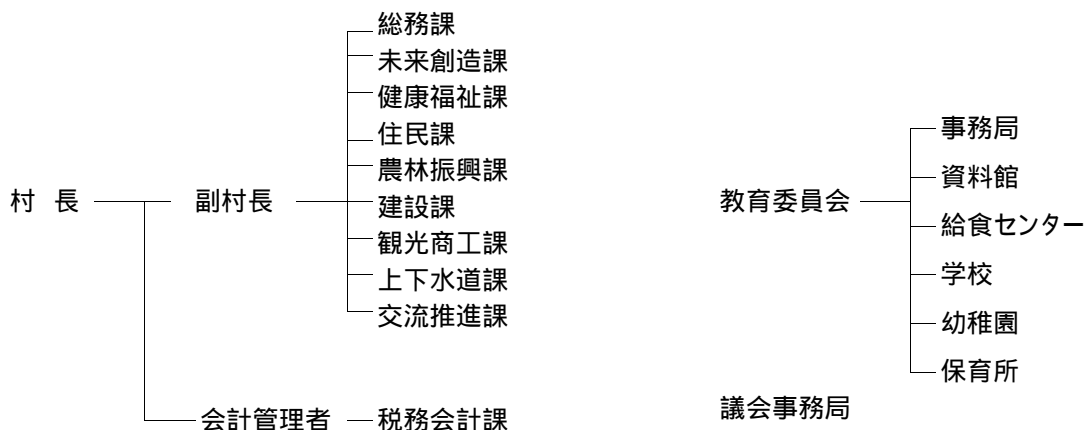 総務課
未来創造課
健康福祉課
住民課
農林振興課
村 長
副村長
建設課
観光商工課
上下水道課
交流推進課
会計管理者
税務会計課
教育委員会
事務局
資料館
給食センター
学校
幼稚園
保育所
議会事務局